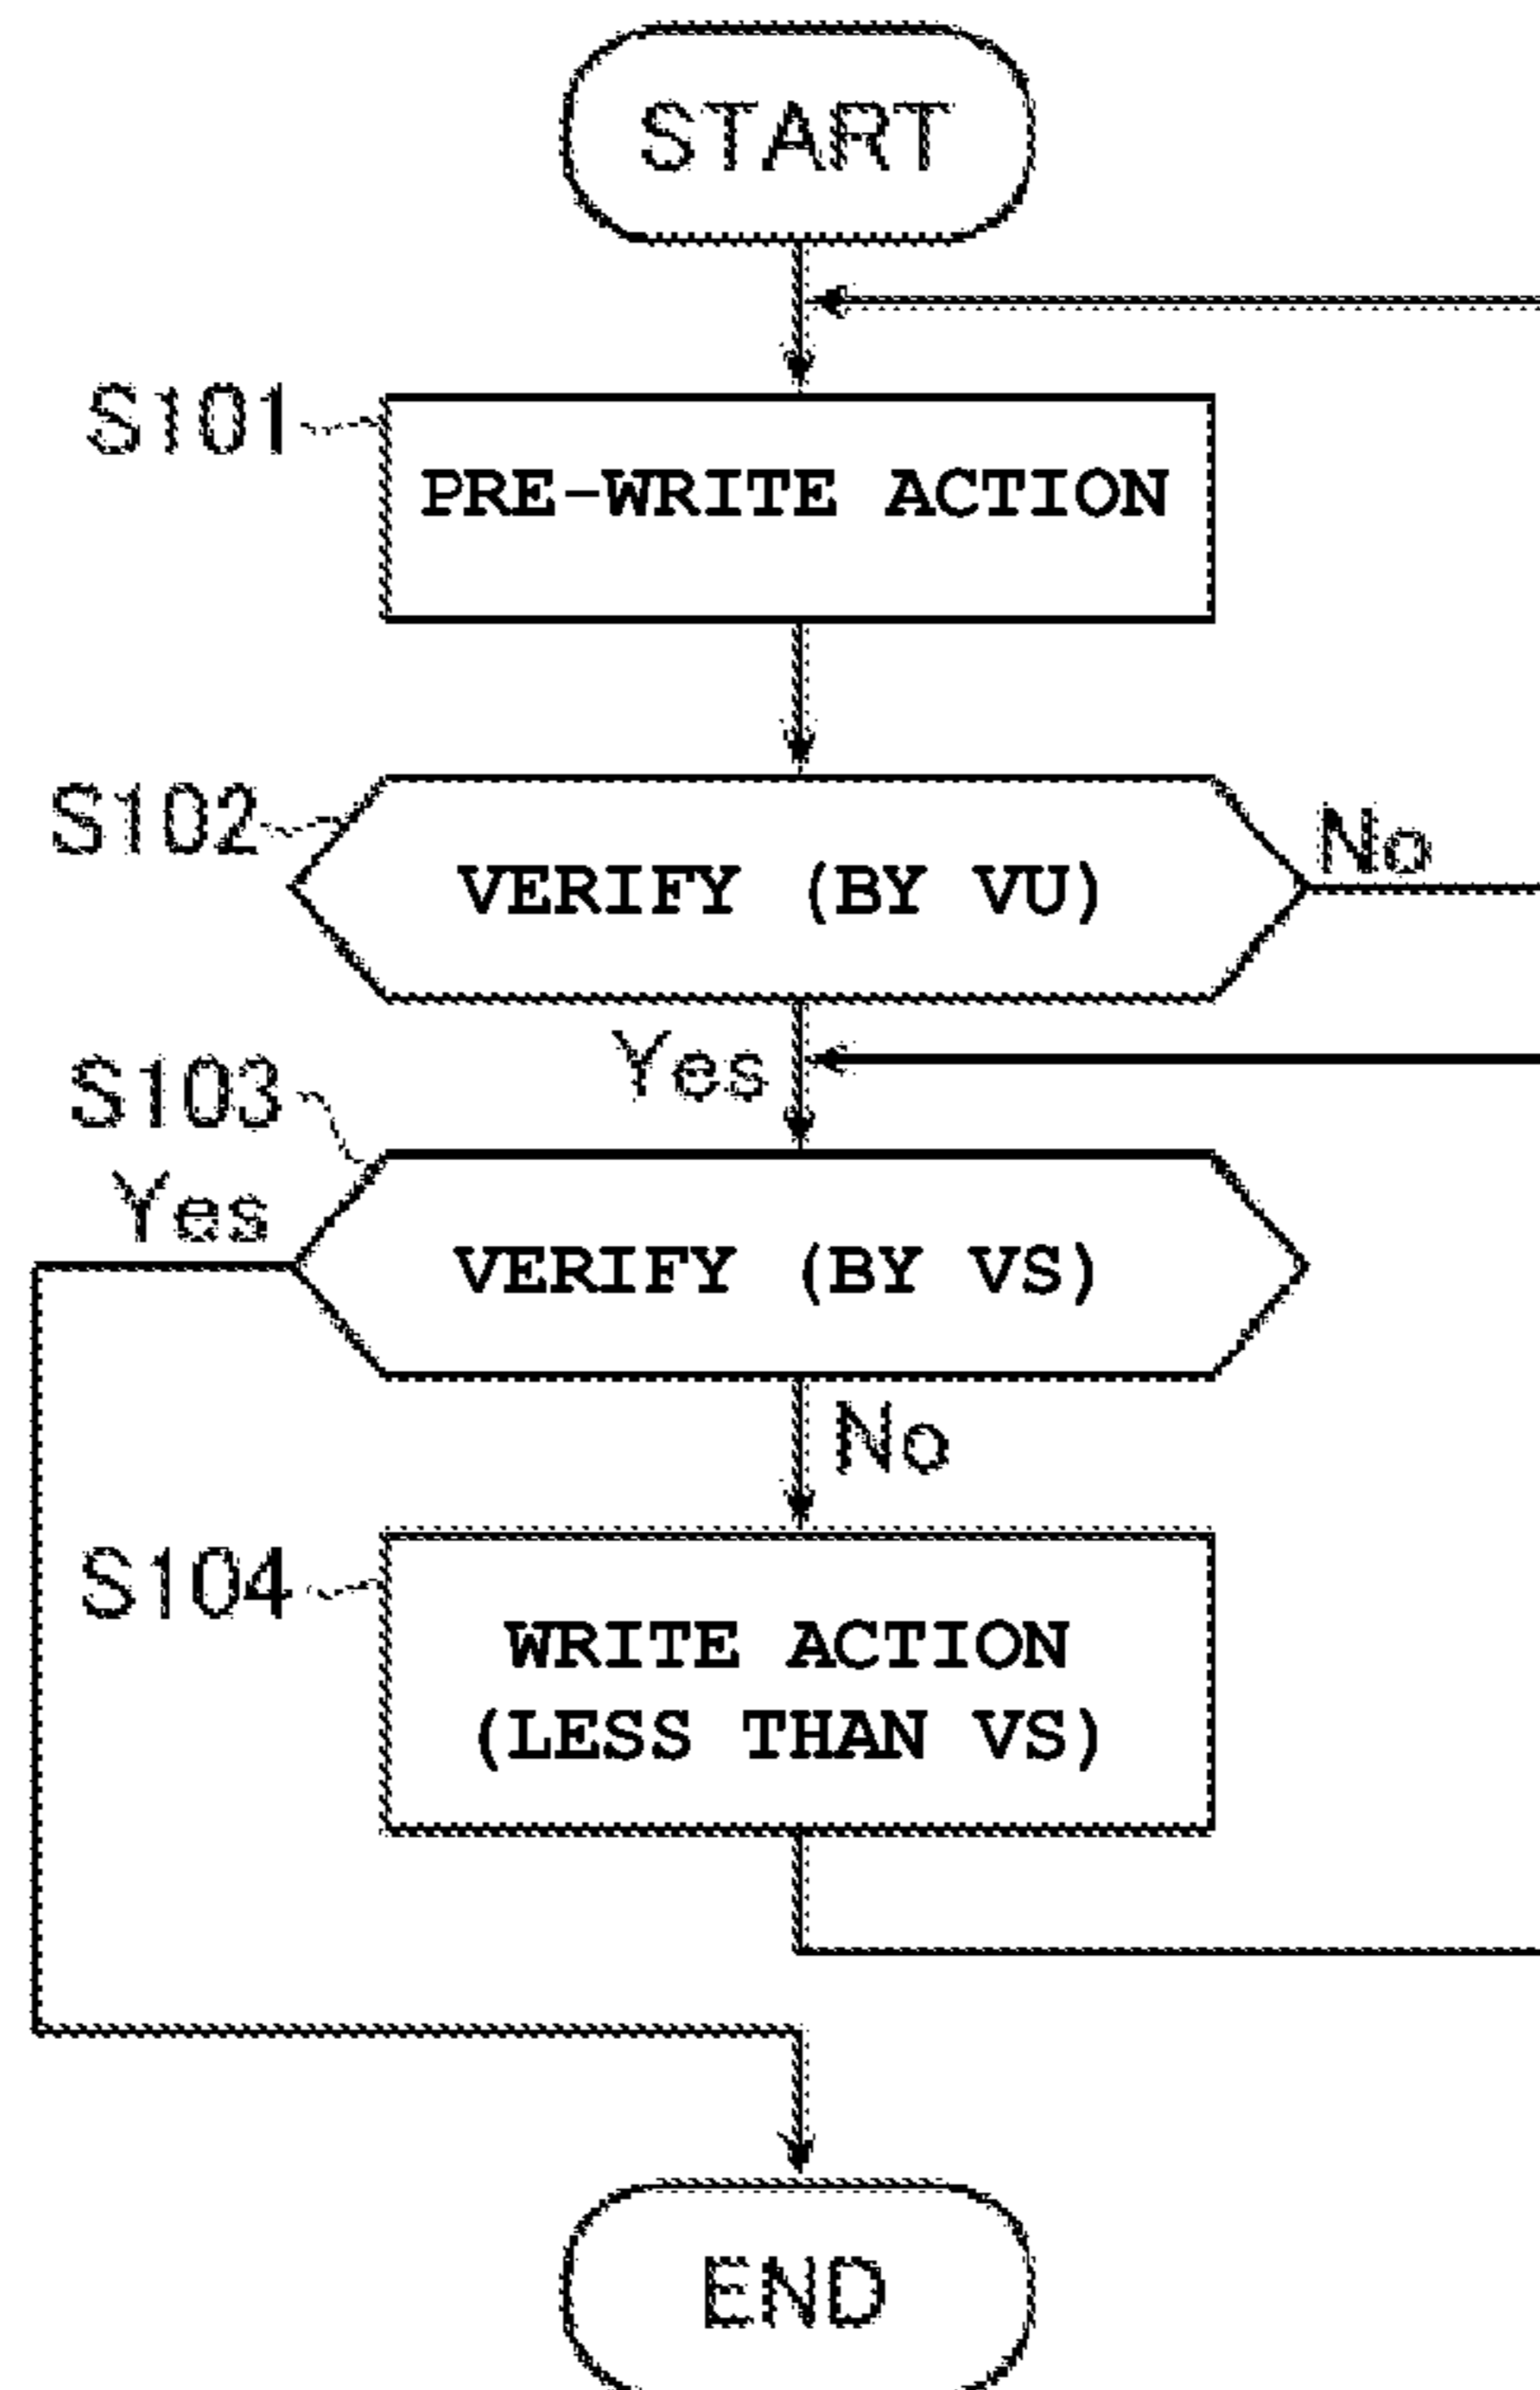 START
S101
PRE-WRITE ACTION
S102
VERIFY (BY VU)
No
Yes
S103
Yes
VERIFY (BY VS)
No
S104
WRITE ACTION
(LESS THAN VS)
END